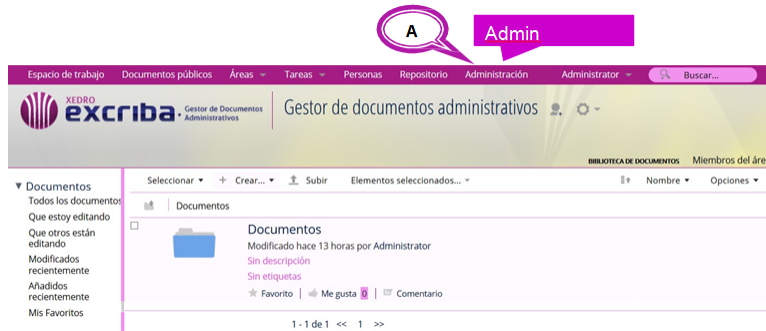 A
Admin
Espacio de trabajo Documentos públicos Áreas Tareas Personas Repositorio Administración Administrator Buscar...
XEDRO
excriba. Gestor de Documentos
Administrativos
Gestor de documentos administrativos
BIBLIOTECA DE DOCUMENTOS Miembros del áre
Seleccionar Crear... Subir Elementos seleccionados... Nombre Opciones
Documentos
Todos los documentos
Que estoy editando
Que otros están
editando
Modificados
recientemente
Añadidos
recientemente
Mis Favoritos
Documentos
Documentos
Modificado hace 13 horas por Administrator
Sin descripción
Sin etiquetas
Favorito | Me gusta 0 | Comentario
1 - 1 de 1 << 1 >>